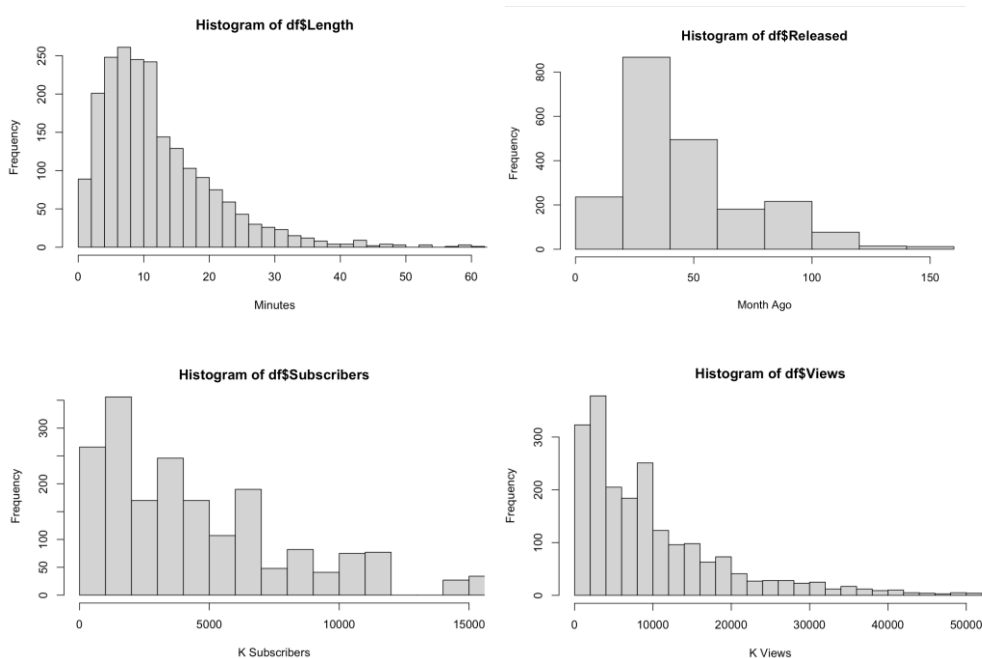 Histogram of df$Length
Frequency
0 50 100 150 200 250
0 10 20 30 40 50 60
Minutes
Histogram of df$Released
Frequency
0 200 400 600 800
0 50 100 150
Month Ago
Histogram of df$Subscribers
Frequency
0 50 100 200 300
0 5000 10000 15000
K Subscribers
Histogram of df$Views
Frequency
0 100 200 300
0 10000 20000 30000 40000 50000
K Views